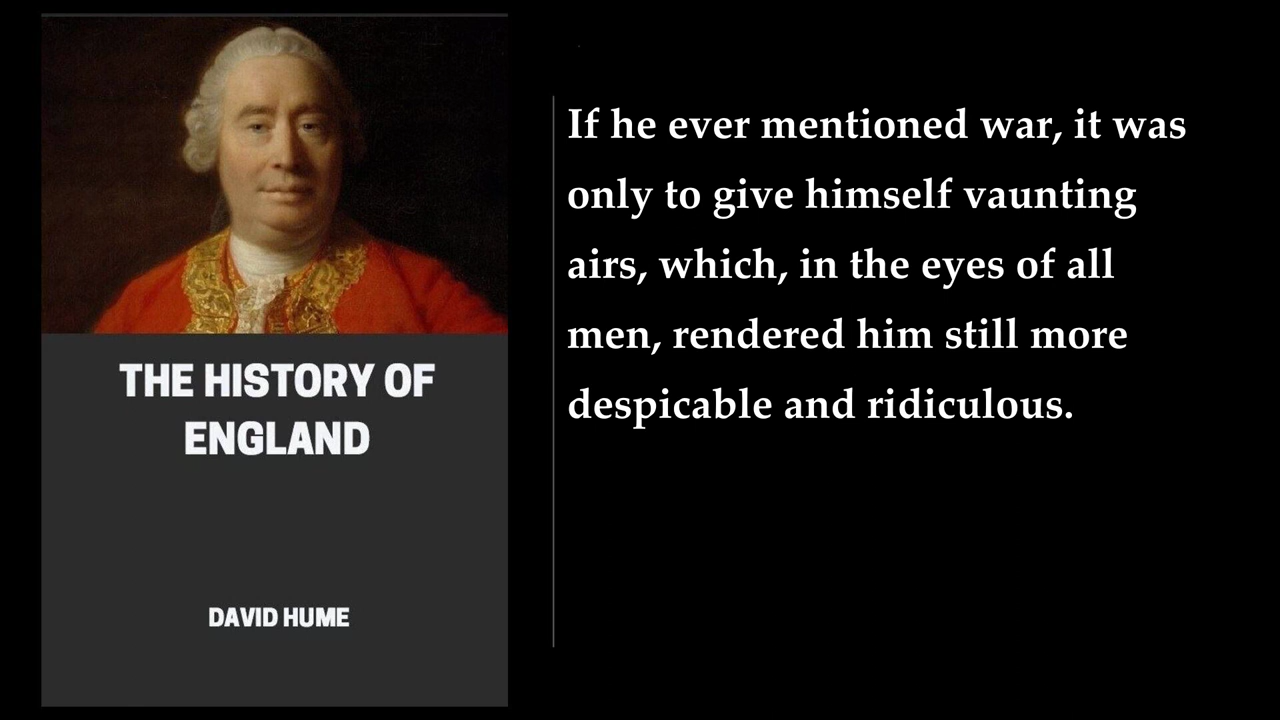 THE HISTORY OF
ENGLAND
DAVID HUME
If he ever mentioned war, it was
only to give himself vaunting
airs, which, in the eyes of all
men, rendered him still more
despicable and ridiculous.